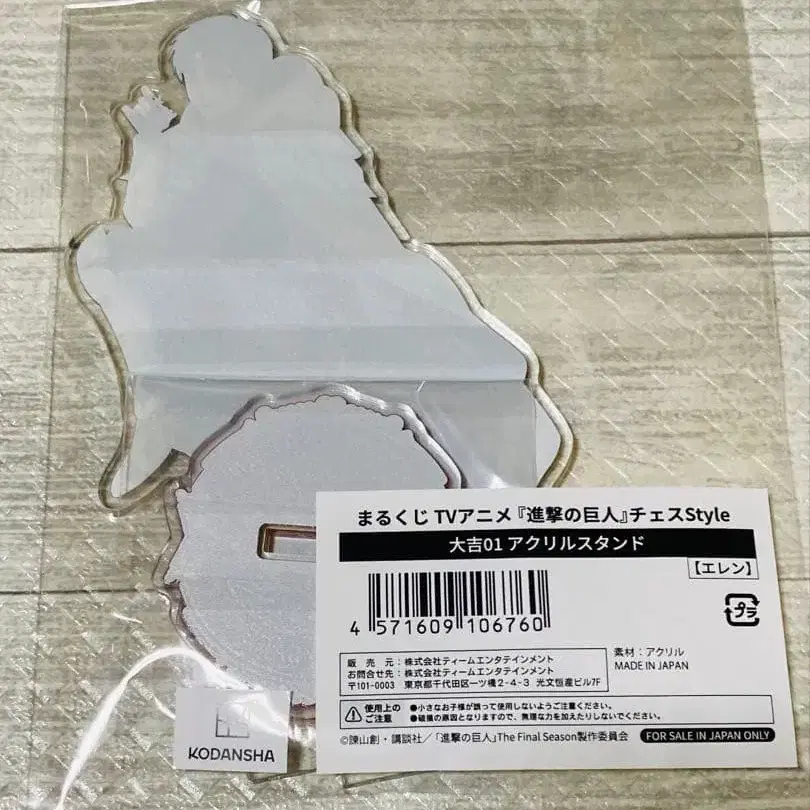 まるくじ TVアニメ『進撃の巨人』チェスStyle
大吉01 アクリルスタンド
【エレン】
4 571609 106760
プラ
販売元：株式会社ティームエンタテインメント
お問合せ先：株式会社ティームエンタテインメント
〒101-0003 東京都千代田区一ツ橋2-4-3 光文恒産ビル7F
素材：アクリル
MADE IN JAPAN
使用上のご注意
●小さなお子様が誤って使用しないようご注意ください。
●破損の原因となりますので、無理な力を加えたりしないでください。
©諫山創・講談社／「進撃の巨人」The Final Season製作委員会
FOR SALE IN JAPAN ONLY
KODANSHA